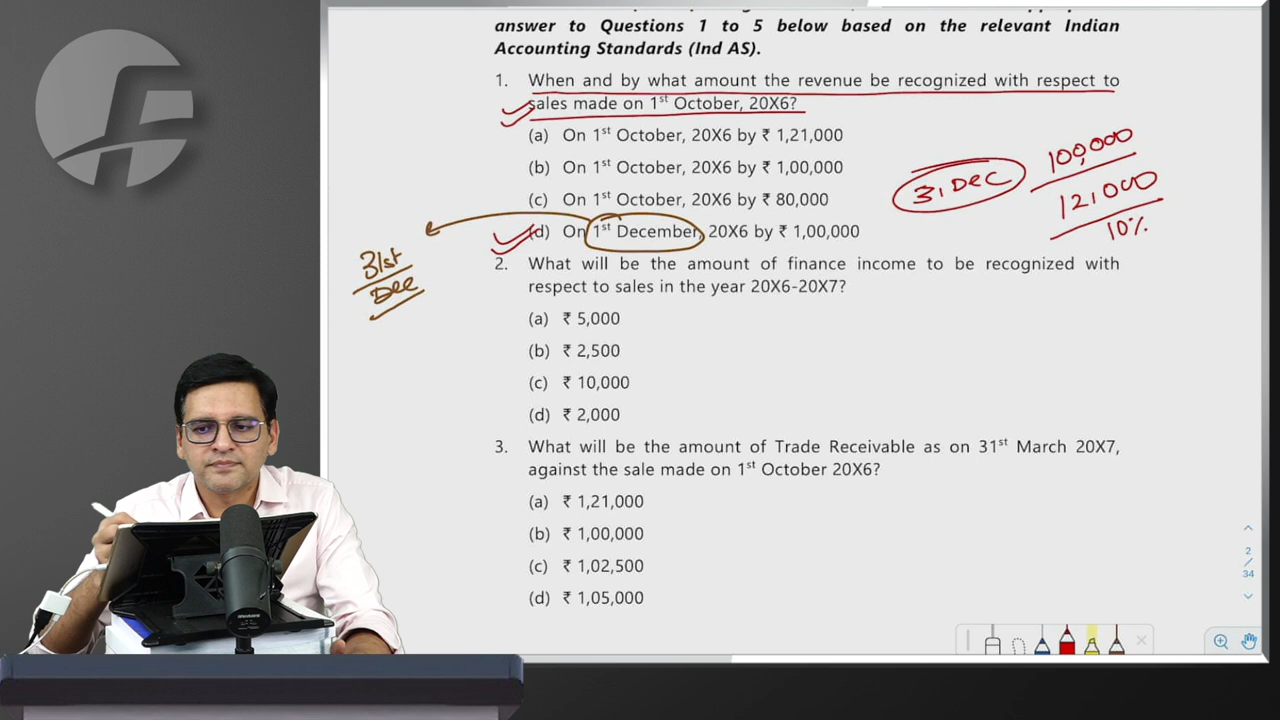 answer to Questions 1 to 5 below based on the relevant Indian
Accounting Standards (Ind AS).
1. When and by what amount the revenue be recognized with respect to
sales made on 1st October, 20X6?
(a) On 1st October, 20X6 by ₹ 1,21,000
(b) On 1st October, 20X6 by ₹ 1,00,000
(c) On 1st October, 20X6 by ₹ 80,000
(d) On 1st December, 20X6 by ₹ 1,00,000
31 Dec
100,000
121000
10%
31st
Dec
2. What will be the amount of finance income to be recognized with
respect to sales in the year 20X6-20X7?
(a) ₹ 5,000
(b) ₹ 2,500
(c) ₹ 10,000
(d) ₹ 2,000
3. What will be the amount of Trade Receivable as on 31st March 20X7,
against the sale made on 1st October 20X6?
(a) ₹ 1,21,000
(b) ₹ 1,00,000
(c) ₹ 1,02,500
(d) ₹ 1,05,000
2
/
34